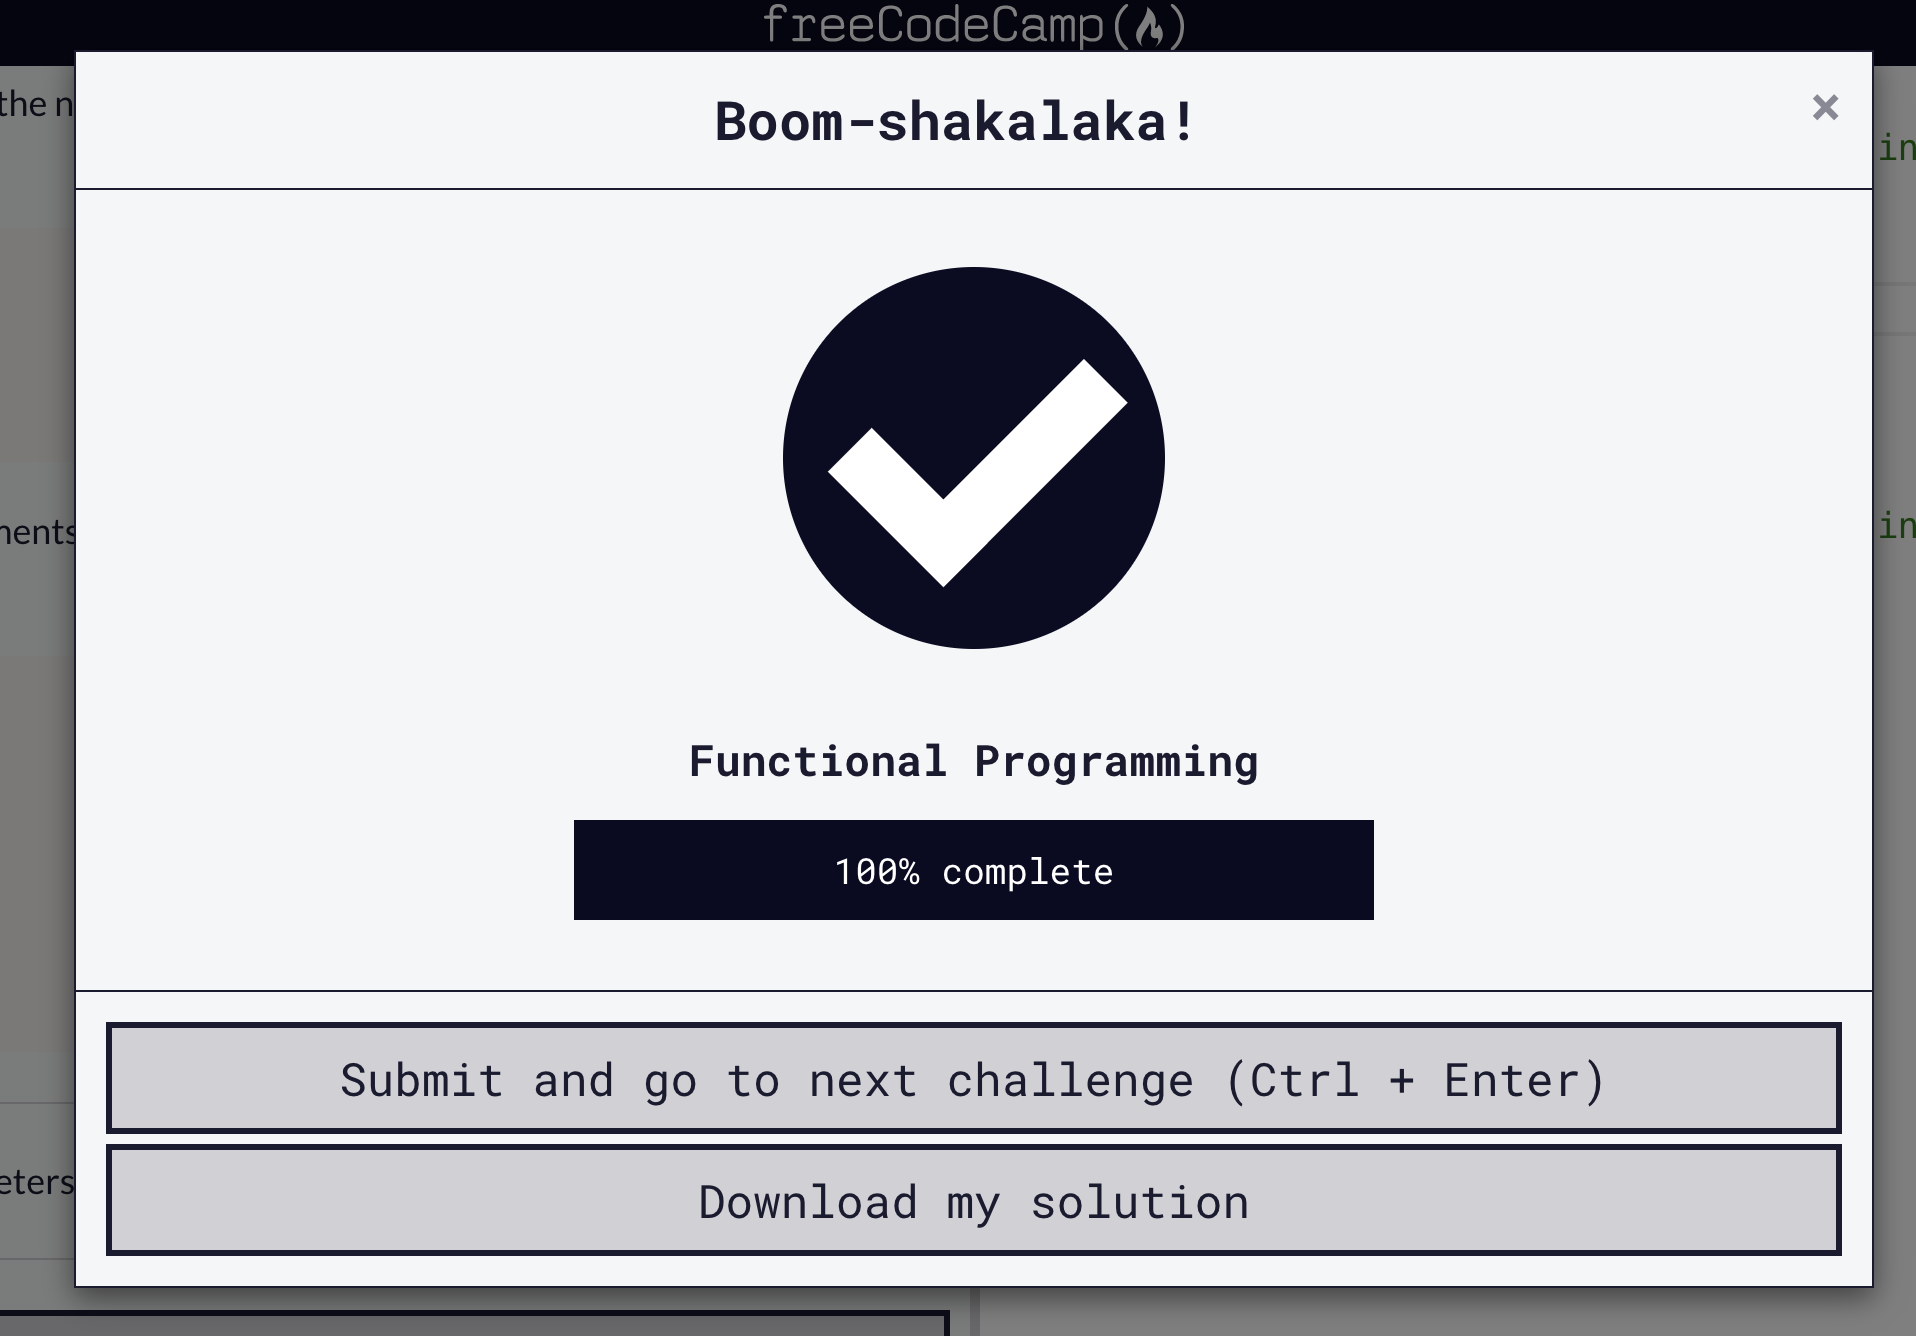 freeCodeCamp(🔥)
the n
Boom-shakalaka!
×
in
ments
in
Functional Programming
100% complete
Submit and go to next challenge (Ctrl + Enter)
eters
Download my solution